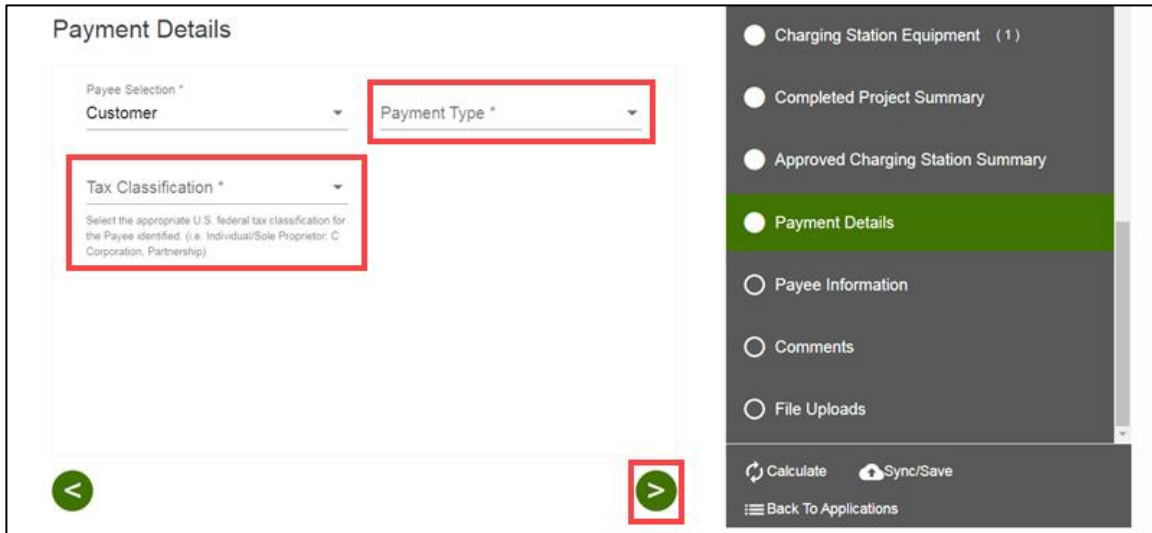 Payment Details
Payee Selection *
Customer
Payment Type *
Tax Classification *
Select the appropriate U.S. federal tax classification for
the Payee identified. (i.e. Individual/Sole Proprietor; C
Corporation, Partnership)
<
>
Charging Station Equipment (1)
Completed Project Summary
Approved Charging Station Summary
Payment Details
Payee Information
Comments
File Uploads
Calculate Sync/Save
Back To Applications